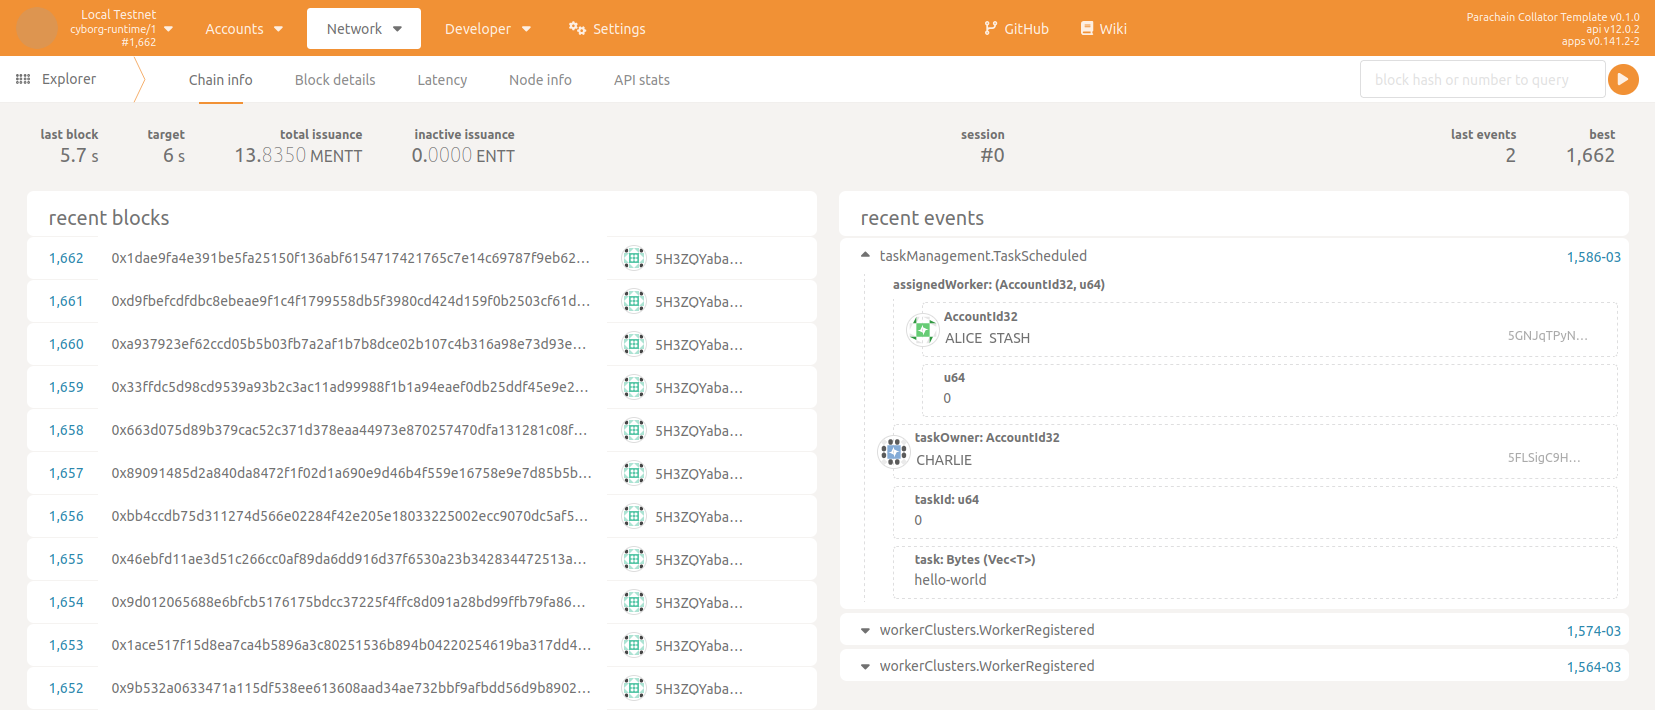 Local Testnet
cyborg-runtime/1
#1,662
Accounts
Network
Developer
Settings
GitHub
Wiki
Parachain Collator Template v0.1.0
api v12.0.2
apps v0.141.2-2
Explorer
Chain info
Block details
Latency
Node info
API stats
block hash or number to query
last block
5.7 s
target
6 s
total issuance
13.8350 MENTT
inactive issuance
0.0000 ENTT
session
#0
last events
2
best
1,662
recent blocks
1,662 0x1dae9fa4e391be5fa25150f136abf6154717421765c7e14c69787f9eb62... 5H3ZQYaba...
1,661 0xd9fbefcdfdbc8ebeae9f1c4f1799558db5f3980cd424d159f0b2503cf61d... 5H3ZQYaba...
1,660 0xa937923ef62ccd05b5b03fb7a2af1b7b8dce02b107c4b316a98e73d93e... 5H3ZQYaba...
1,659 0x33ffdc5d98cd9539a93b2c3ac11ad99988f1b1a94eaef0db25ddf45e9e2... 5H3ZQYaba...
1,658 0x663d075d89b379cac52c371d378eaa44973e870257470dfa131281c08f... 5H3ZQYaba...
1,657 0x89091485d2a840da8472f1f02d1a690e9d46b4f559e16758e9e7d85b5b... 5H3ZQYaba...
1,656 0xbb4ccdb75d311274d566e02284f42e205e18033225002ecc9070dc5af5... 5H3ZQYaba...
1,655 0x46ebfd11ae3d51c266cc0af89da6dd916d37f6530a23b342834472513a... 5H3ZQYaba...
1,654 0x9d012065688e6bfcb5176175bdcc37225f4ffc8d091a28bd99ffb79fa86... 5H3ZQYaba...
1,653 0x1ace517f15d8ea7ca4b5896a3c80251536b894b04220254619ba317dd4... 5H3ZQYaba...
1,652 0x9b532a0633471a115df538ee613608aad34ae732bbf9afbdd56d9b8902... 5H3ZQYaba...
recent events
taskManagement.TaskScheduled 1,586-03
assignedWorker: (AccountId32, u64)
AccountId32
ALICE STASH 5GNJqTPyN...
u64
0
taskOwner: AccountId32
CHARLIE 5FLSigC9H...
taskId: u64
0
task: Bytes (Vec<T>)
hello-world
workerClusters.WorkerRegistered 1,574-03
workerClusters.WorkerRegistered 1,564-03